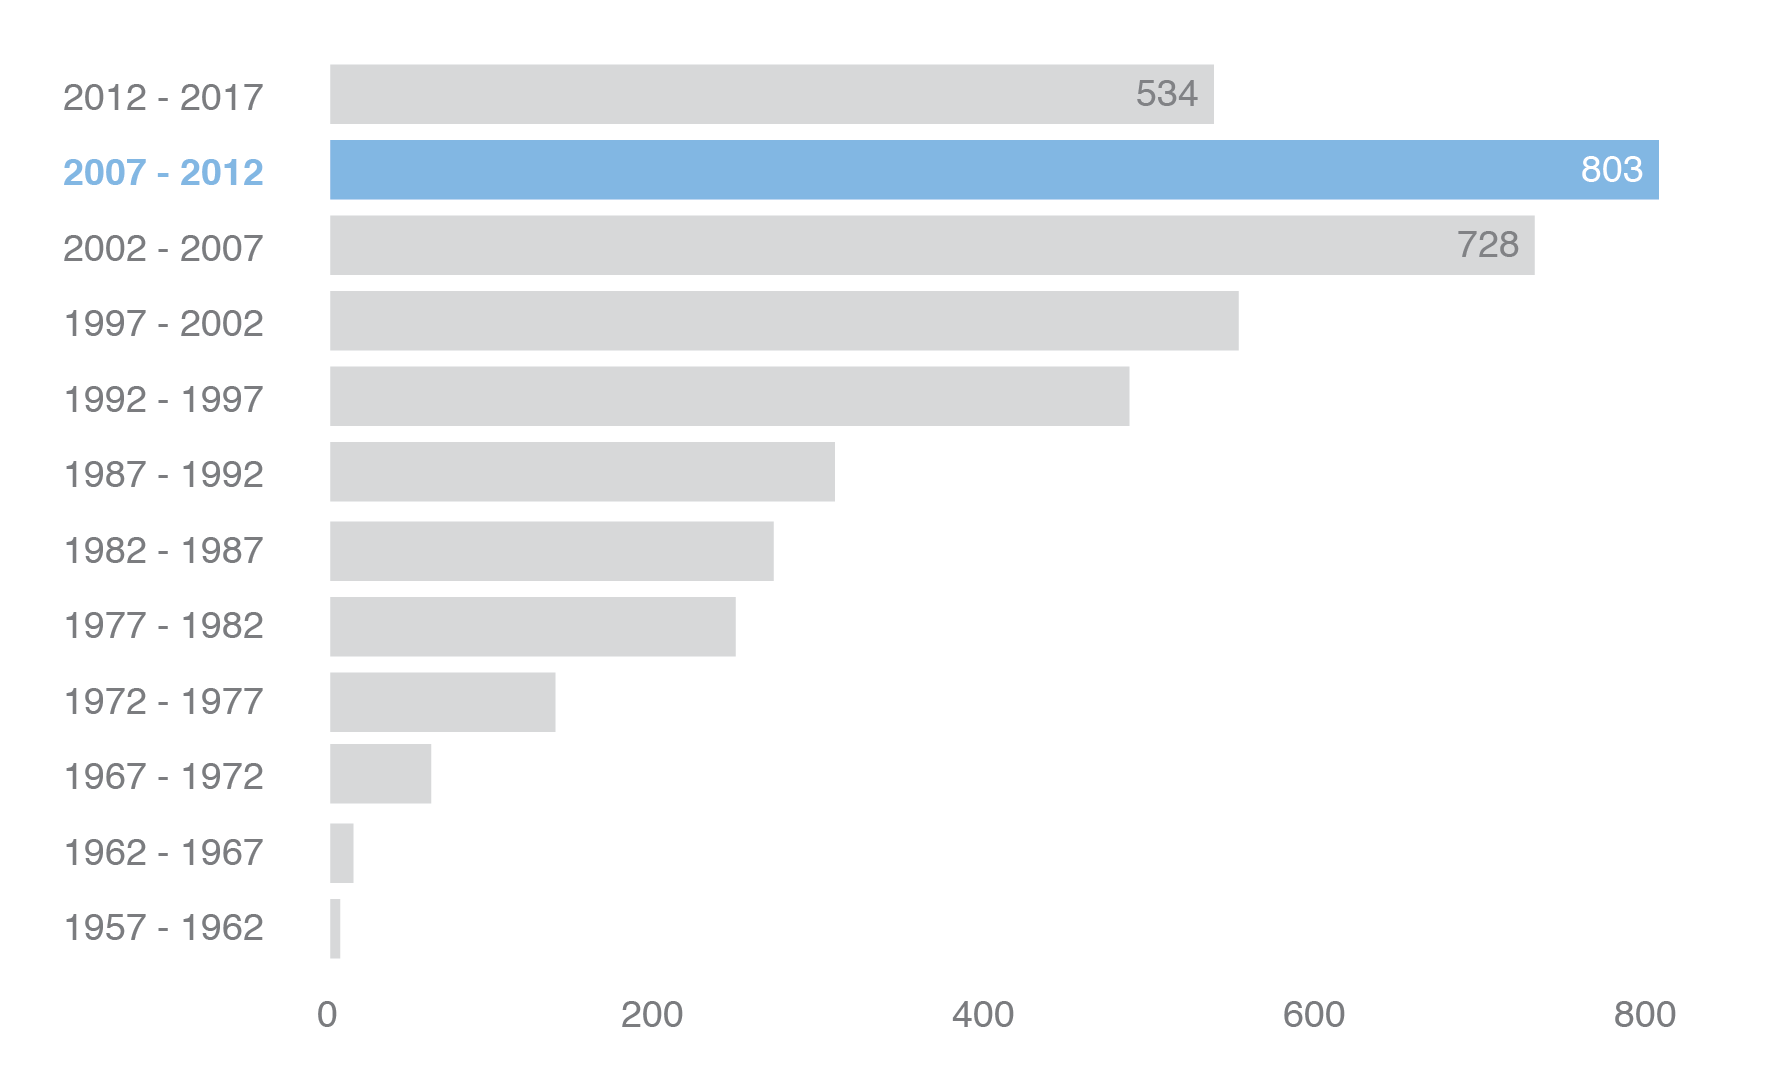 2012 - 2017 534
2007 - 2012 803
2002 - 2007 728
1997 - 2002
1992 - 1997
1987 - 1992
1982 - 1987
1977 - 1982
1972 - 1977
1967 - 1972
1962 - 1967
1957 - 1962
0 200 400 600 800